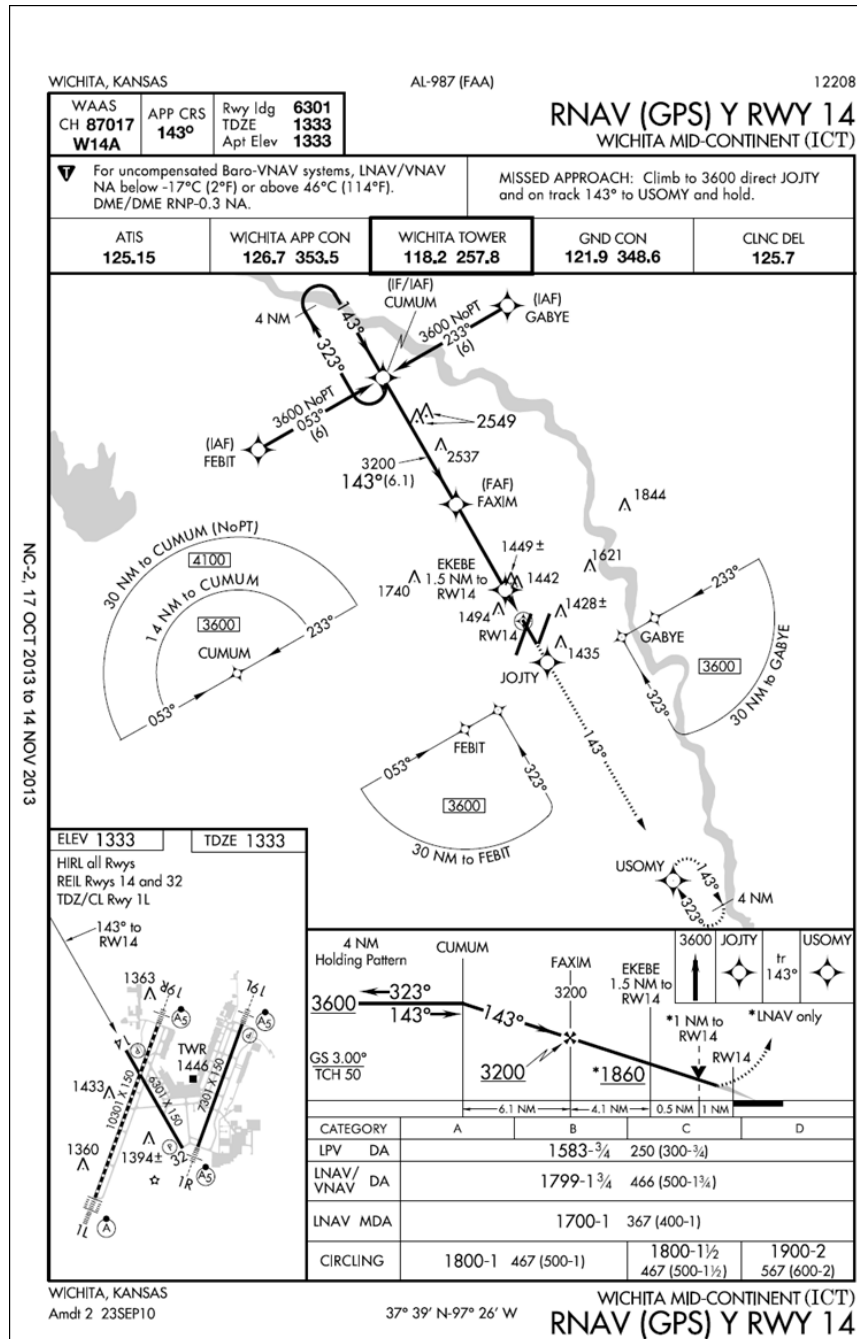 WICHITA, KANSAS
AL-987 (FAA)
12208
WAAS
CH 87017
W14A
APP CRS
143°
Rwy ldg 6301
TDZE 1333
Apt Elev 1333
RNAV (GPS) Y RWY 14
WICHITA MID-CONTINENT (ICT)
T
For uncompensated Baro-VNAV systems, LNAV/VNAV
NA below -17°C (2°F) or above 46°C (114°F).
DME/DME RNP-0.3 NA.
MISSED APPROACH: Climb to 3600 direct JOJTY
and on track 143° to USOMY and hold.
ATIS
125.15
WICHITA APP CON
126.7 353.5
WICHITA TOWER
118.2 257.8
GND CON
121.9 348.6
CLNC DEL
125.7
(IF/IAF)
CUMUM
4 NM
143°
323°
3600 NoPT
233°
(6)
(IAF)
GABYE
3600 NoPT
053°
(6)
(IAF)
FEBIT
2549
2537
3200
143°(6.1)
(FAF)
FAXIM
1844
1449±
1621
EKEBE
1.5 NM to
RW14
1442
1740
1494
1428±
RW14
1435
JOJTY
143°
30 NM to CUMUM (NoPT)
4100
14 NM to CUMUM
3600
CUMUM
233°
053°
233°
GABYE
3600
323°
30 NM to GABYE
053°
FEBIT
323°
3600
30 NM to FEBIT
USOMY
143°
323°
4 NM
NC-2, 17 OCT 2013 to 14 NOV 2013
ELEV 1333
TDZE 1333
HIRL all Rwys
REIL Rwys 14 and 32
TDZ/CL Rwy 1L
143° to
RW14
1363
19R
19L
A5
A5
14
P
P
TWR
1446
1433
10301 X 150
6301 X 150
7301 X 150
1360
1394±
32
P
1R
A5
1L
A
4 NM
Holding Pattern
CUMUM
FAXIM
3200
EKEBE
1.5 NM to
RW14
3600
JOJTY
tr
143°
USOMY
3600
323°
143°
143°
*1 NM to
RW14
*LNAV only
RW14
GS 3.00°
TCH 50
3200
*1860
6.1 NM
4.1 NM
0.5 NM
1 NM
CATEGORY
A
B
C
D
LPV DA
1583-¾ 250 (300-¾)
LNAV/
VNAV DA
1799-1¾ 466 (500-1¾)
LNAV MDA
1700-1 367 (400-1)
CIRCLING
1800-1 467 (500-1)
1800-1½
467 (500-1½)
1900-2
567 (600-2)
WICHITA, KANSAS
Amdt 2 23SEP10
37° 39' N-97° 26' W
WICHITA MID-CONTINENT (ICT)
RNAV (GPS) Y RWY 14